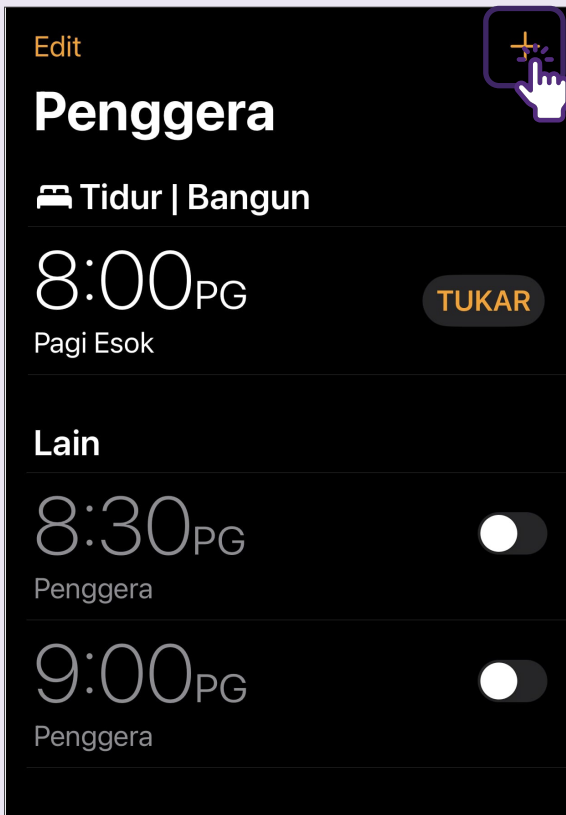 Edit
+
Penggera
Tidur | Bangun
8:00PG
TUKAR
Pagi Esok
Lain
8:30PG
Penggera
9:00PG
Penggera